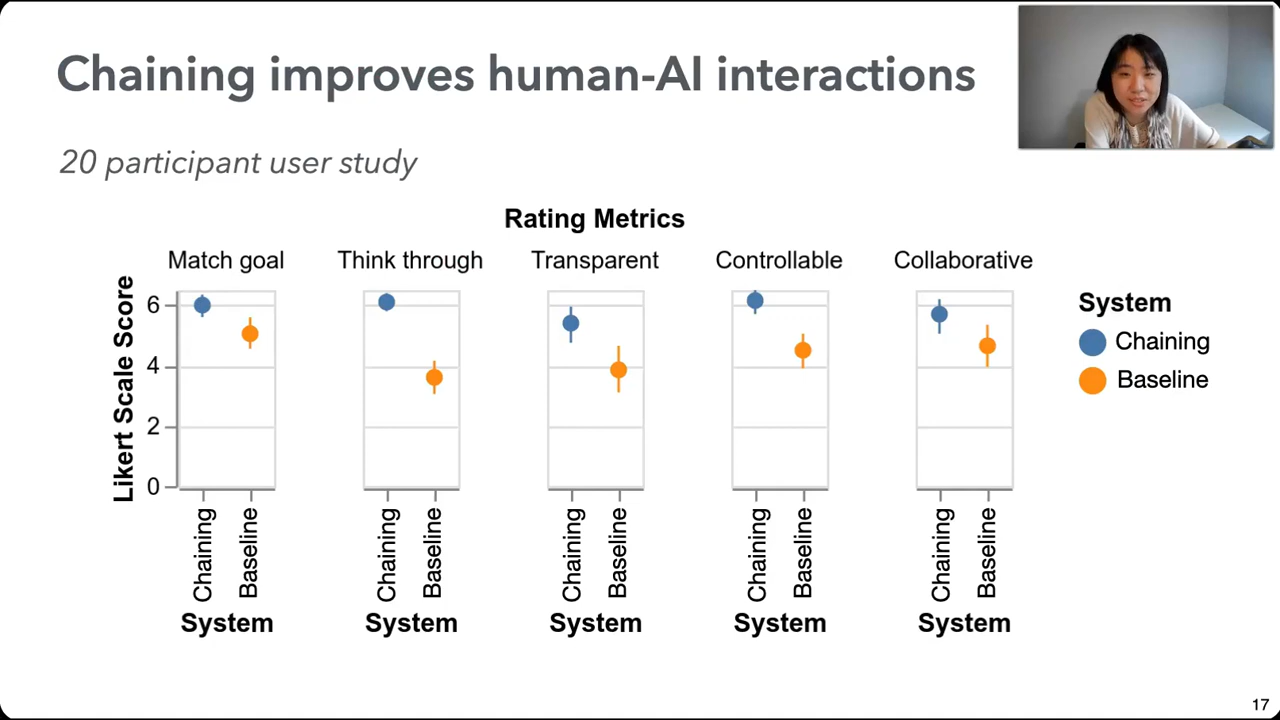 Chaining improves human-AI interactions
20 participant user study
Rating Metrics
Match goal Think through Transparent Controllable Collaborative
Likert Scale Score
6
4
2
0
System
Chaining
Baseline
Chaining Baseline Chaining Baseline Chaining Baseline Chaining Baseline Chaining Baseline
System System System System System
17